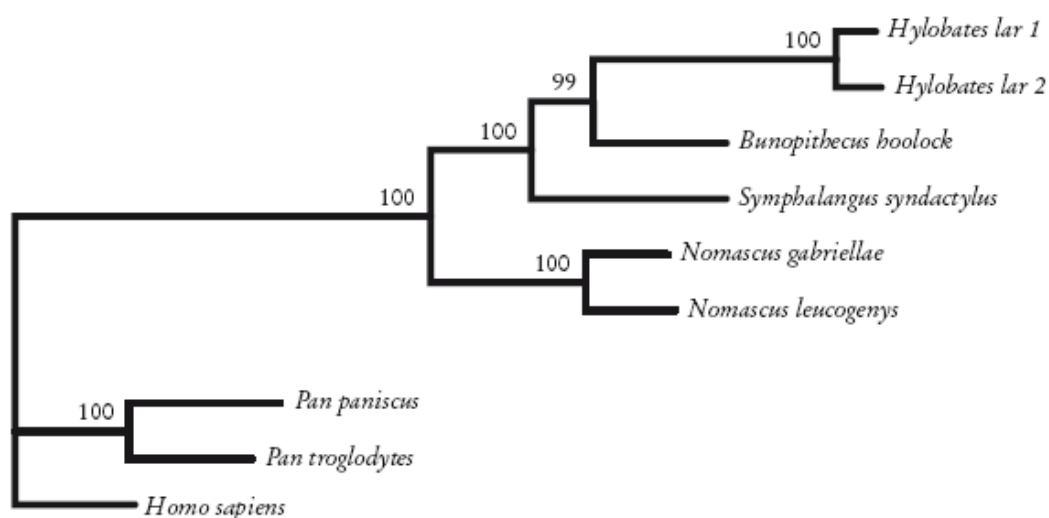 100 Hylobates lar 1
Hylobates lar 2
99
100 Bunopithecus hoolock
Symphalangus syndactylus
100
Nomascus gabriellae
100
Nomascus leucogenys
Pan paniscus
100
Pan troglodytes
Homo sapiens